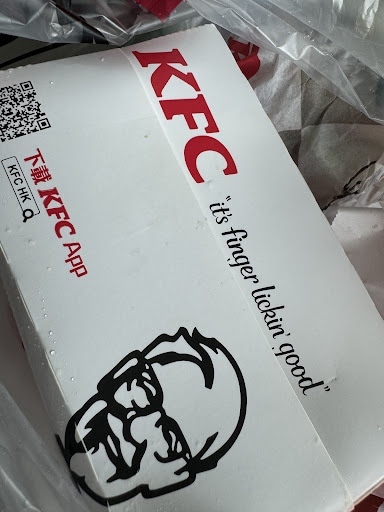 KFC
"it's finger lickin' good"
下載 KFC App
KFC HK